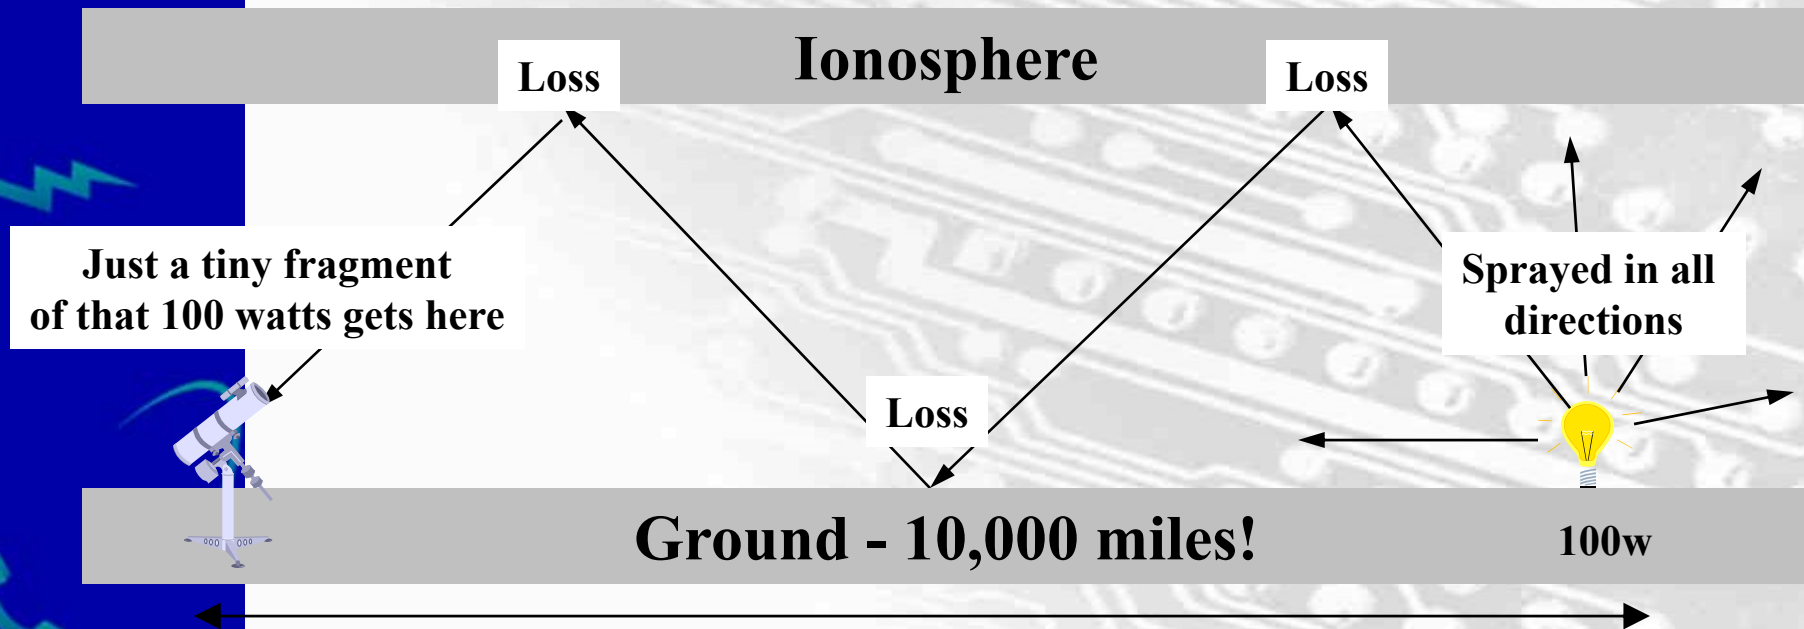 Ionosphere
Loss
Loss
Just a tiny fragment
of that 100 watts gets here
Sprayed in all
directions
Loss
Ground - 10,000 miles!
100w